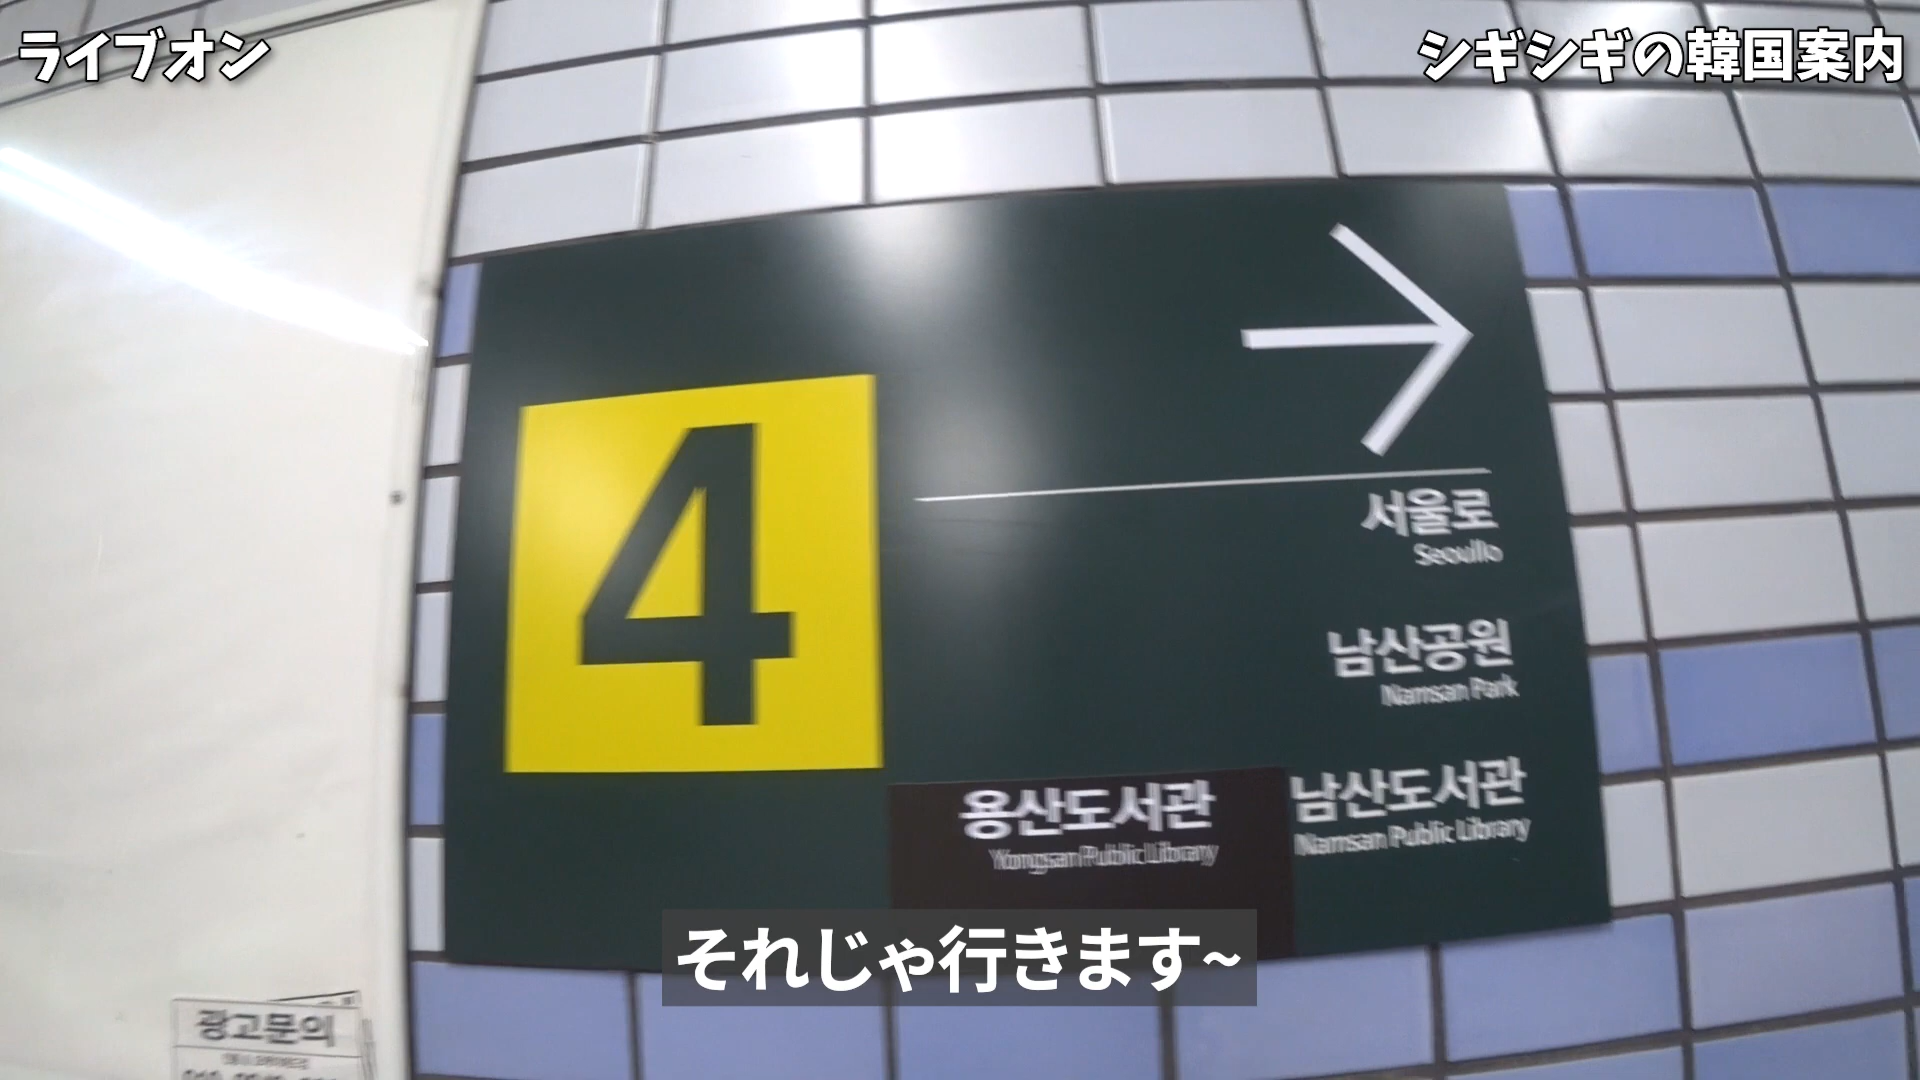 ライブオン
シギシギの韓国案内
4
서울로
Seoullo
남산공원
Namsan Park
용산도서관
Yongsan Public Library
남산도서관
Namsan Public Library
それじゃ行きます~
광고문의